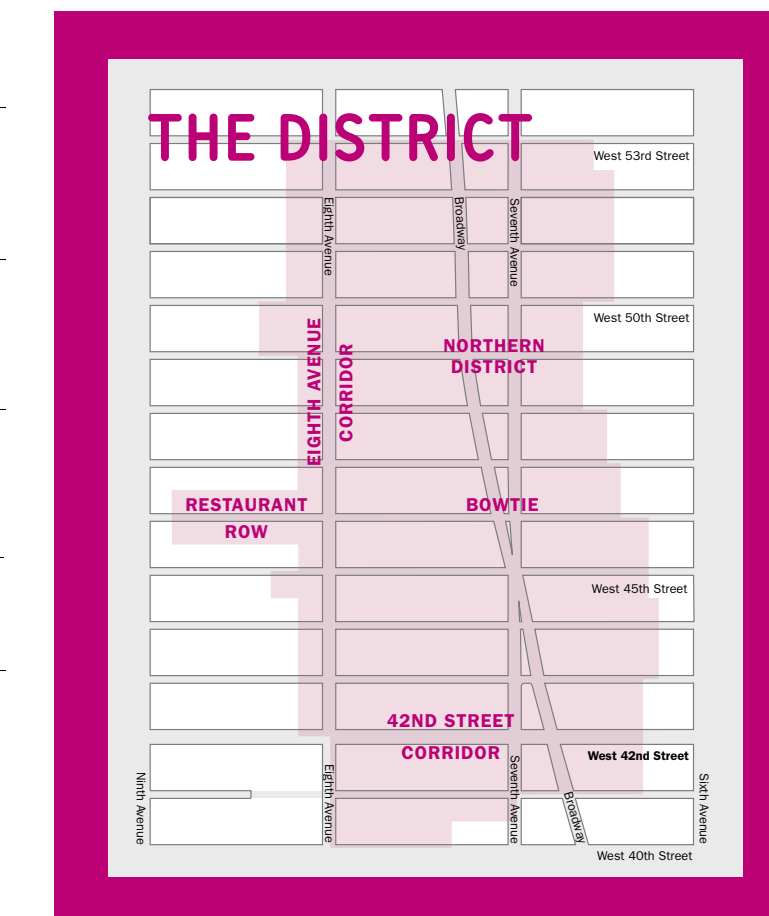 THE DISTRICT
West 53rd Street
Eighth Avenue
Broadway
Seventh Avenue
West 50th Street
EIGHTH AVENUE
CORRIDOR
NORTHERN
DISTRICT
RESTAURANT
ROW
BOWTIE
West 45th Street
42ND STREET
CORRIDOR
West 42nd Street
Ninth Avenue
Eighth Avenue
Seventh Avenue
Broadway
Sixth Avenue
West 40th Street